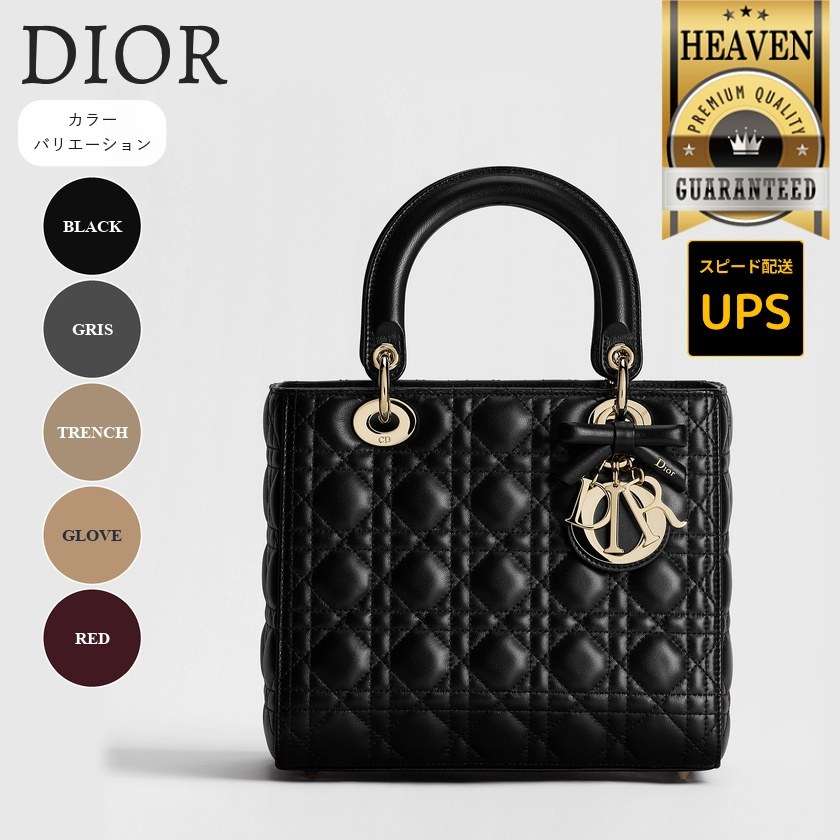 DIOR
カラー
バリエーション
BLACK
GRIS
TRENCH
GLOVE
RED
HEAVEN
PREMIUM QUALITY
GUARANTEED
スピード配送
UPS
CD
Dior
DIOR